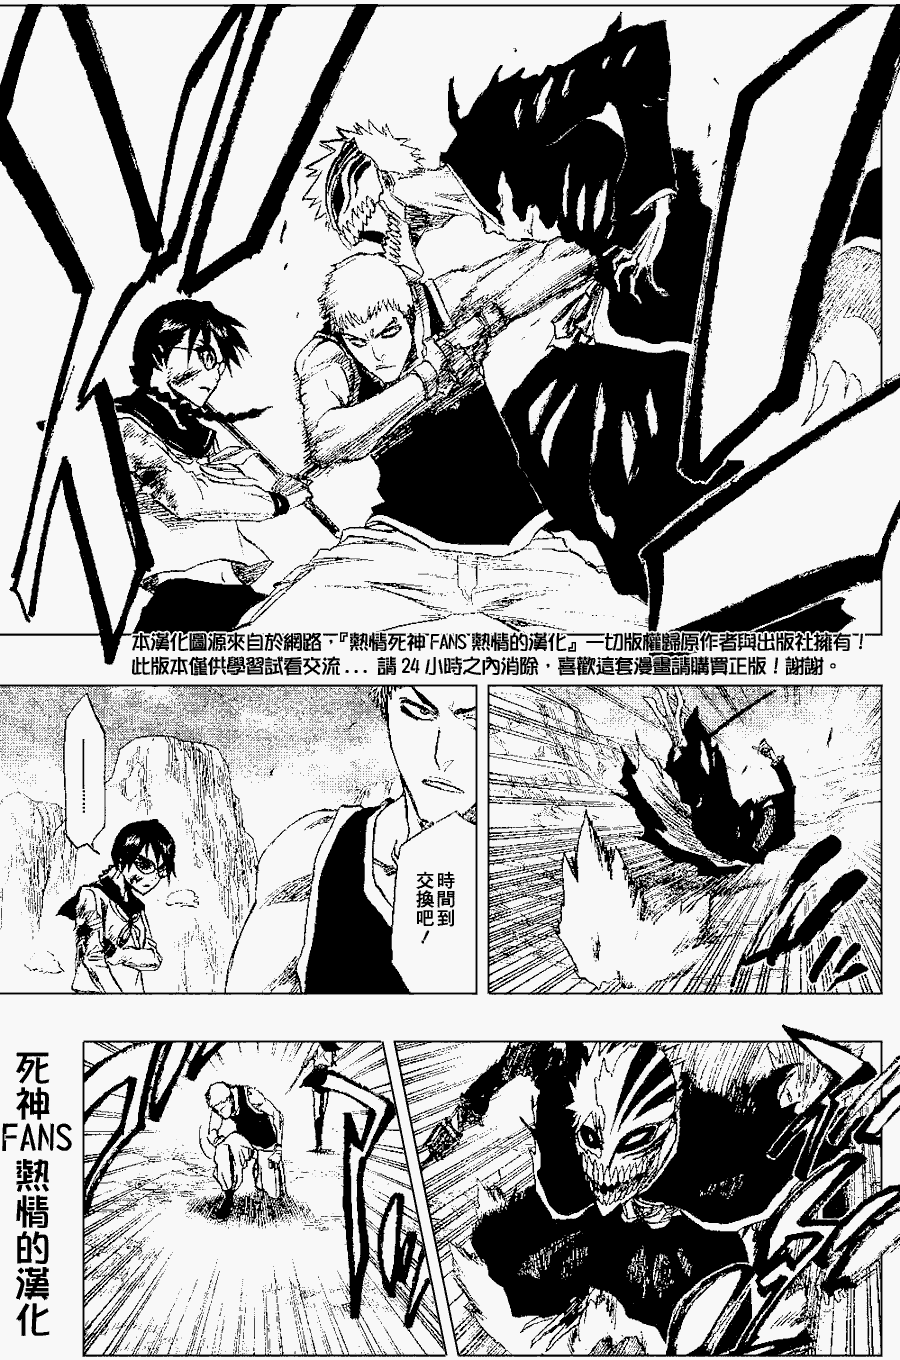 本漢化圖源來自於網路，『熱情死神"FANS"熱情的漢化』一切版權歸原作者與出版社擁有！
此版本僅供學習試看交流... 請24小時之內消除，喜歡這套漫畫請購買正版！謝謝。
時間到
交換吧！
…………
死神FANS熱情的漢化